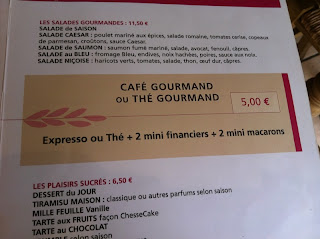 LES SALADES GOURMANDES : 11,50 €
SALADE de SAISON
SALADE CAESAR : poulet mariné aux épices, salade romaine, tomates cerise, copeaux
de parmesan, croûtons, sauce Caesar.
SALADE de SAUMON : saumon fumé mariné, salade, avocat, fenouil, câpres.
SALADE au BLEU : fromage Bleu, endives, noix hachées, poires, sauce aux noix.
SALADE NIÇOISE : haricots verts, tomates, salade, thon, œuf dur, câpres.
CAFÉ GOURMAND
OU THÉ GOURMAND
5,00 €
Expresso ou Thé + 2 mini financiers + 2 mini macarons
LES PLAISIRS SUCRÉS : 6,50 €
DESSERT du JOUR
TIRAMISU MAISON : classique ou autres parfums selon saison
MILLE FEUILLE Vanille
TARTE aux FRUITS façon ChesseCake
TARTE au CHOCOLAT
selon saison